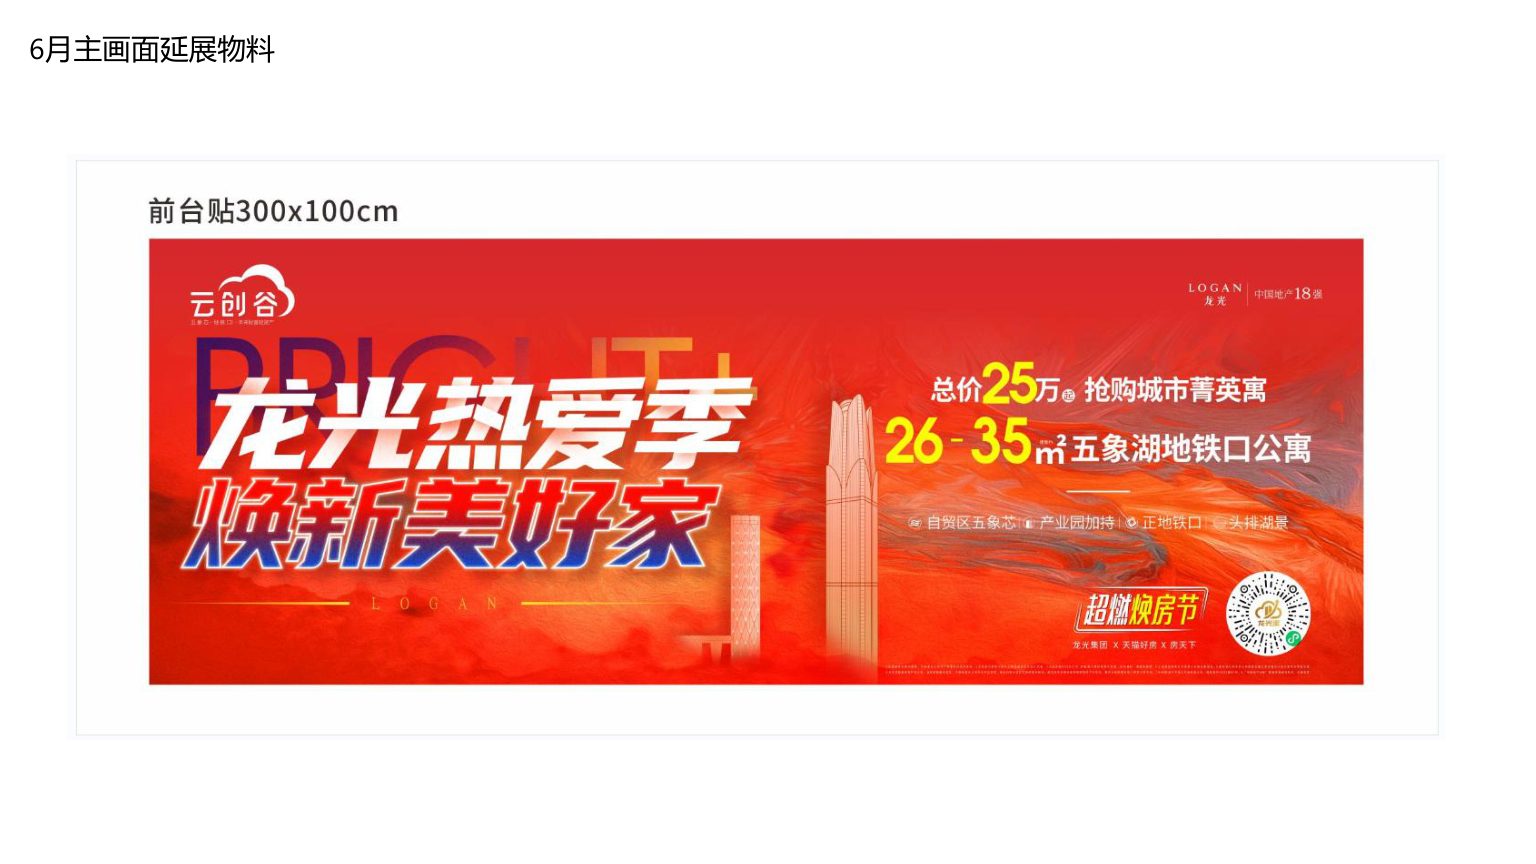 6月主画面延展物料
前台贴300x100cm
云创谷
LOGAN
龙光
中国地产18强
BRIGHT+
龙光热爱季
焕新美好家
LOGAN
总价25万起 抢购城市菁英寓
26-35㎡五象湖地铁口公寓
自贸区五象芯 | 产业园加持 | 正地铁口 | 头排湖景
超燃焕房节
龙光集团 X 天猫好房 X 房天下